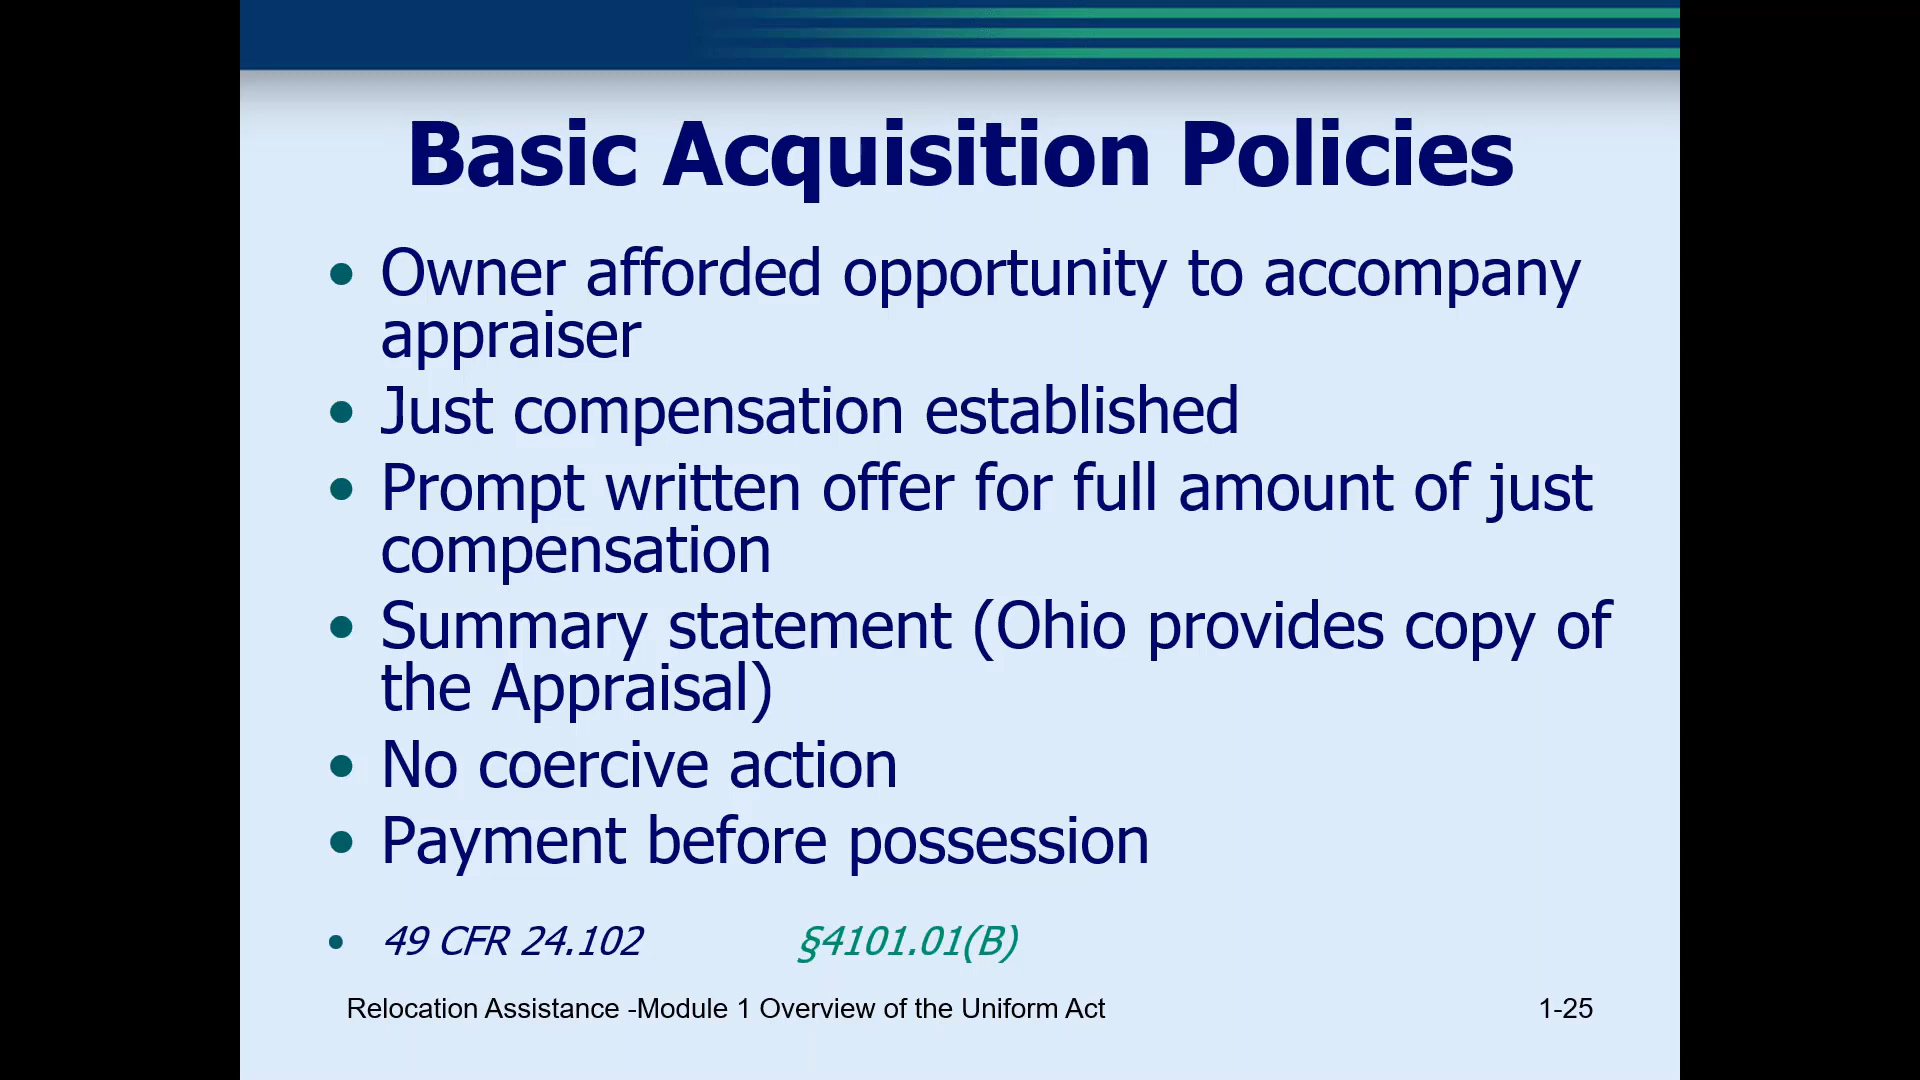 Basic Acquisition Policies
• Owner afforded opportunity to accompany
appraiser
• Just compensation established
• Prompt written offer for full amount of just
compensation
• Summary statement (Ohio provides copy of
the Appraisal)
• No coercive action
• Payment before possession
• 49 CFR 24.102 §4101.01(B)
Relocation Assistance -Module 1 Overview of the Uniform Act 1-25